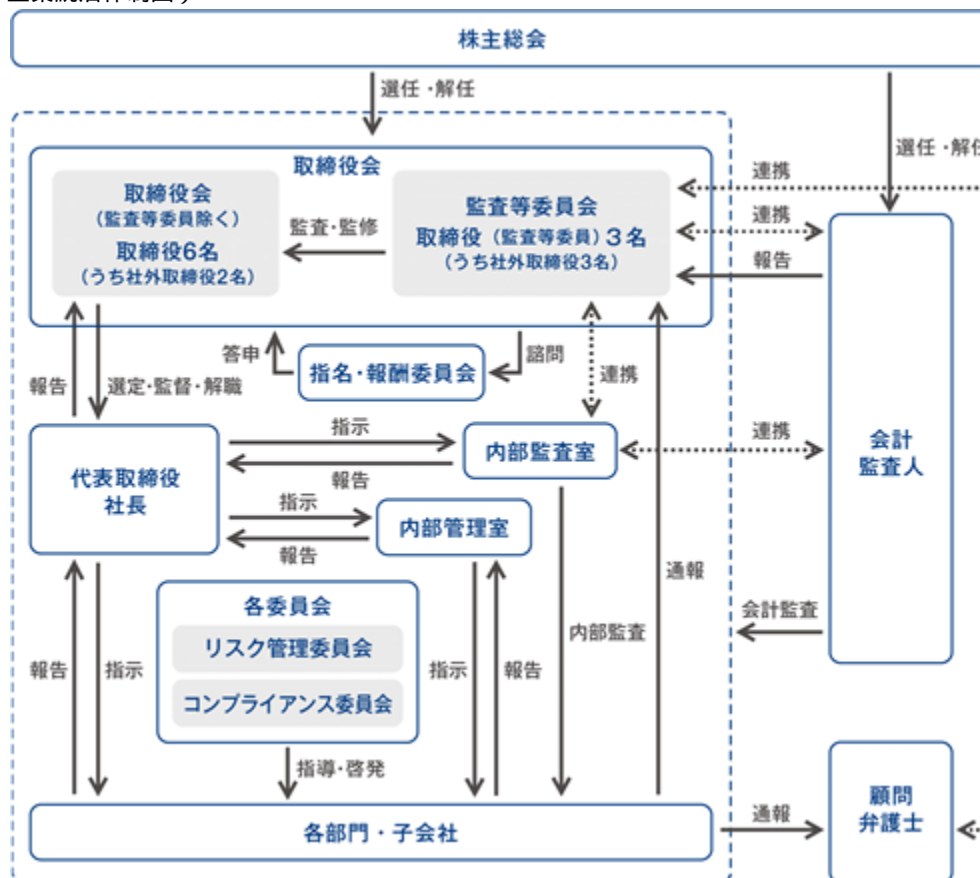 株主総会
選任・解任
選任・解任
取締役会
取締役会
(監査等委員除く)
取締役6名
(うち社外取締役2名)
監査・監修
監査等委員会
取締役(監査等委員)3名
(うち社外取締役3名)
連携
連携
報告
答申
指名・報酬委員会
諮問
連携
報告
選定・監督・解職
代表取締役
社長
指示
報告
内部監査室
連携
会計
監査人
指示
報告
内部管理室
通報
各委員会
リスク管理委員会
コンプライアンス委員会
会計監査
内部監査
報告
指示
指示
報告
指導・啓発
各部門・子会社
通報
顧問
弁護士